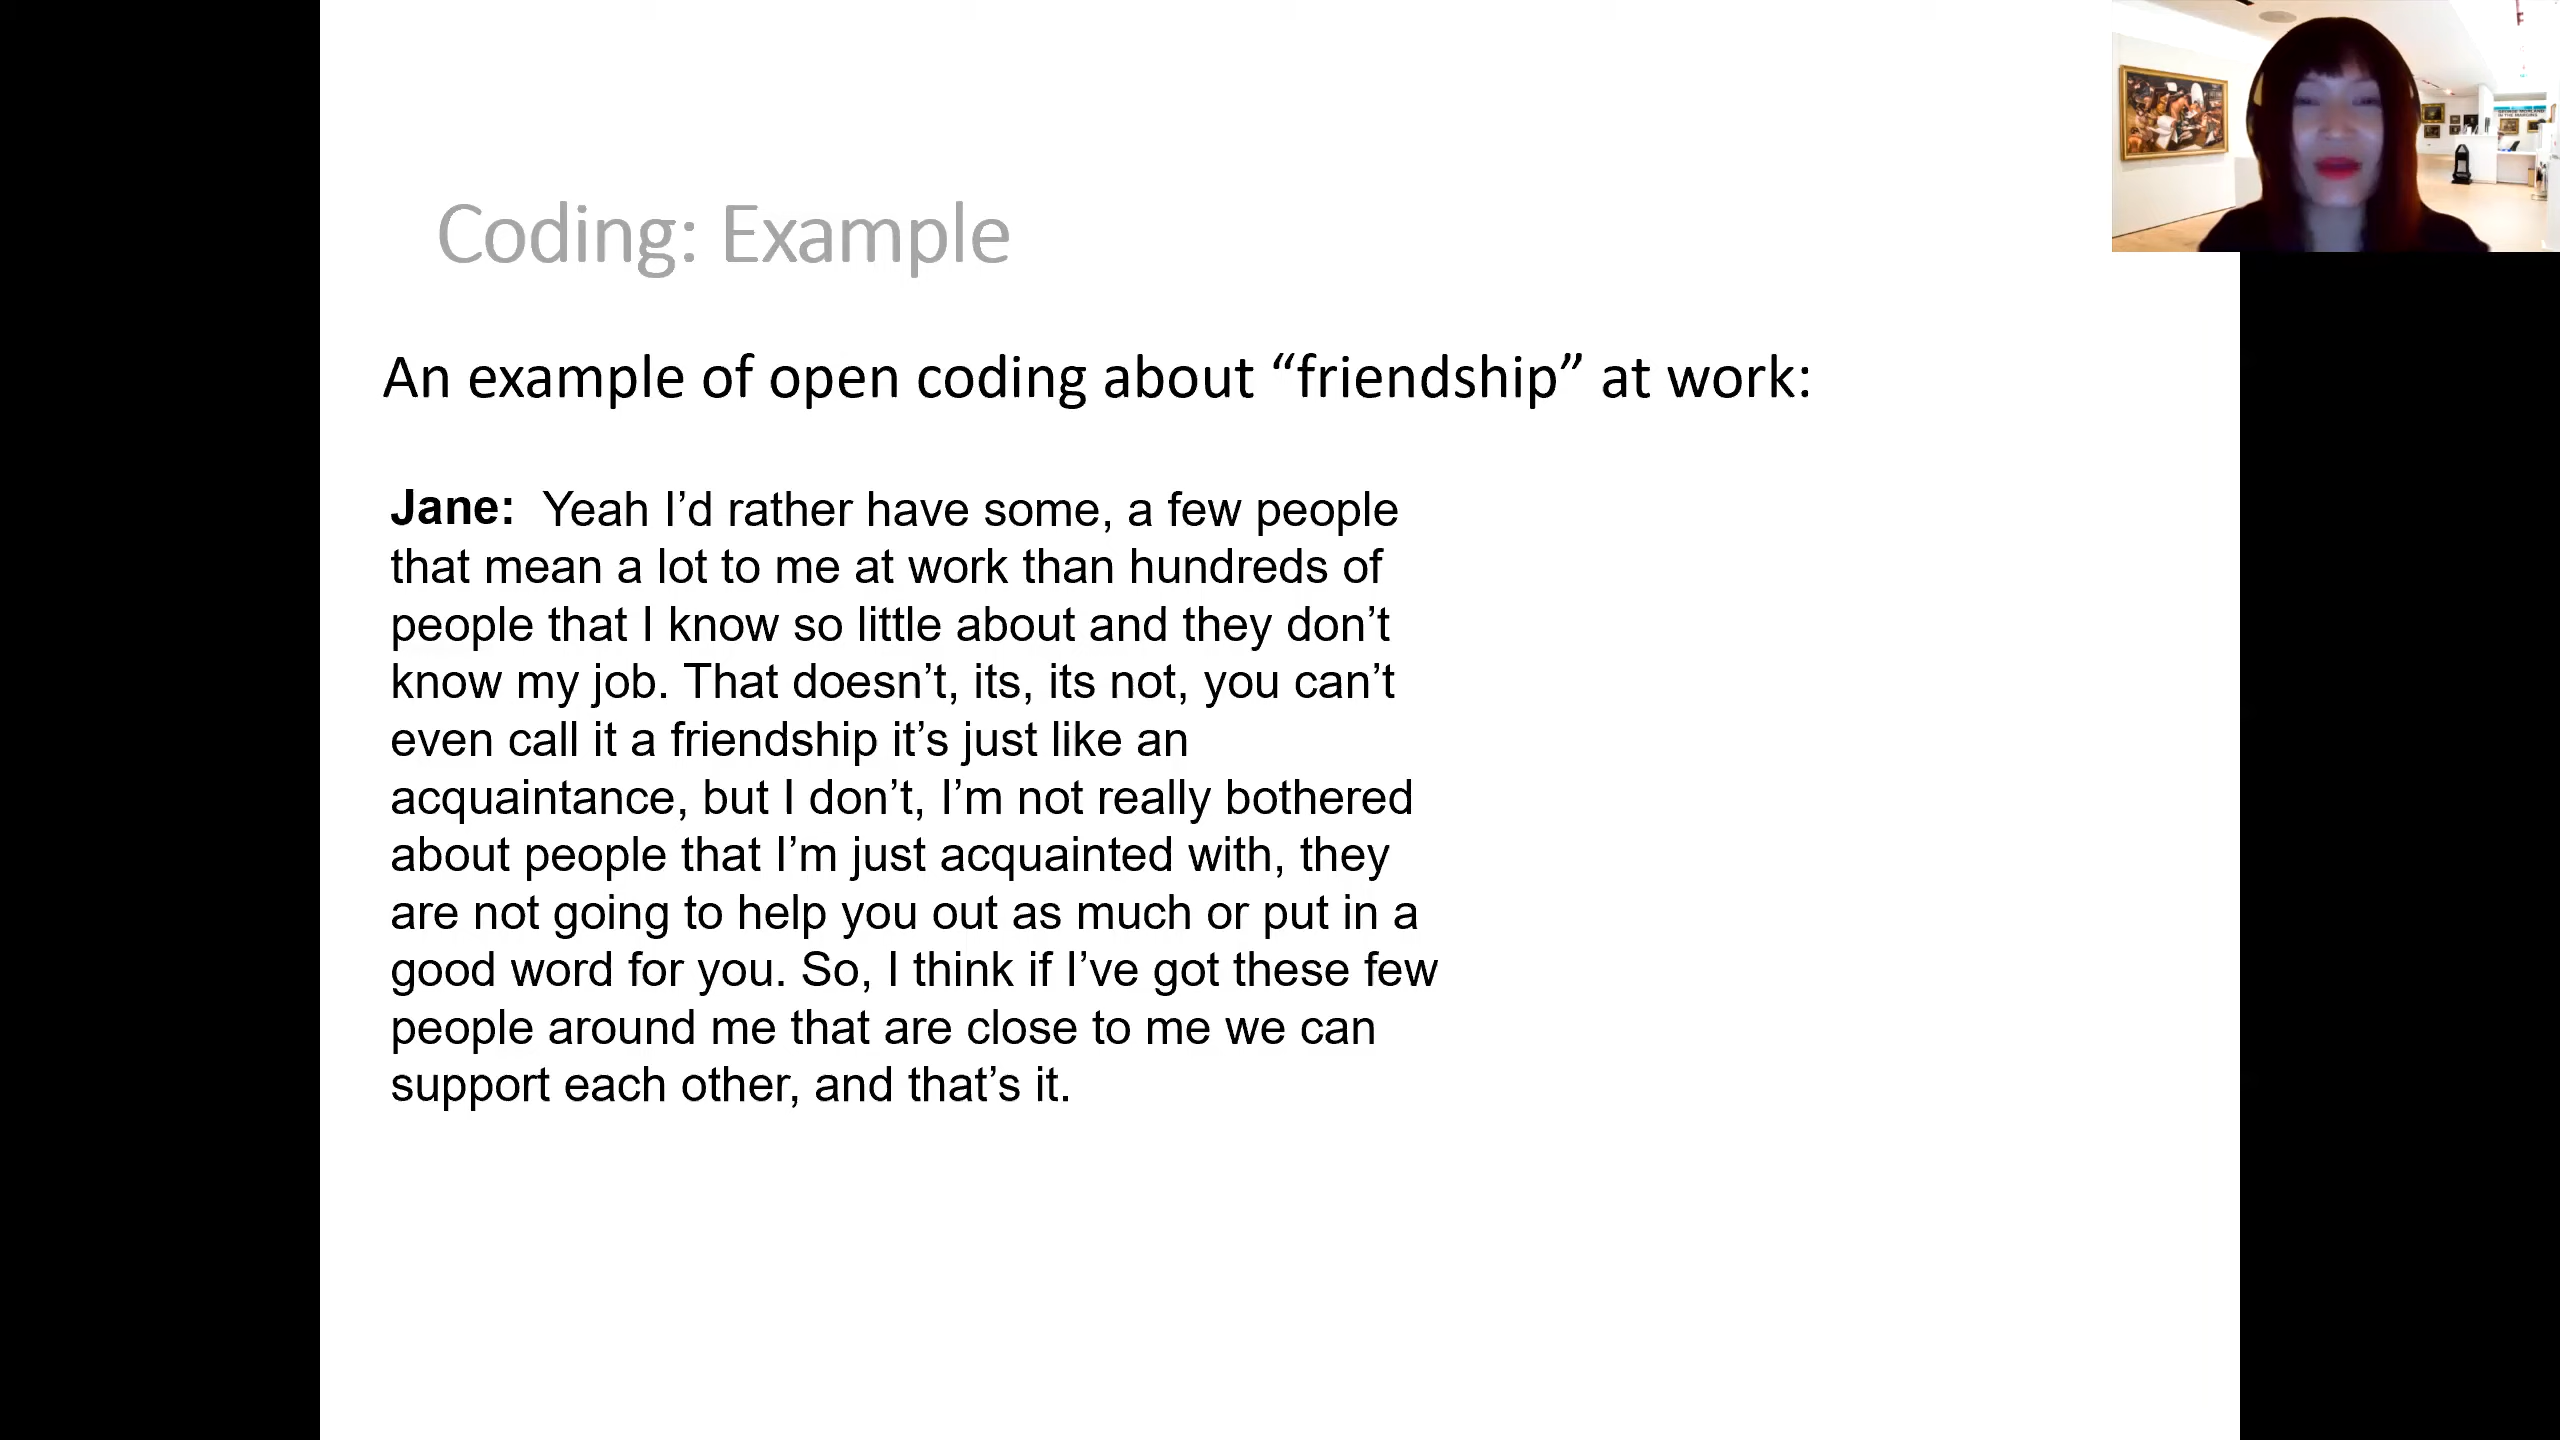 Coding: Example
An example of open coding about “friendship” at work:
Jane:  Yeah I’d rather have some, a few people
that mean a lot to me at work than hundreds of
people that I know so little about and they don’t
know my job. That doesn’t, its, its not, you can’t
even call it a friendship it’s just like an
acquaintance, but I don’t, I’m not really bothered
about people that I’m just acquainted with, they
are not going to help you out as much or put in a
good word for you. So, I think if I’ve got these few
people around me that are close to me we can
support each other, and that’s it.